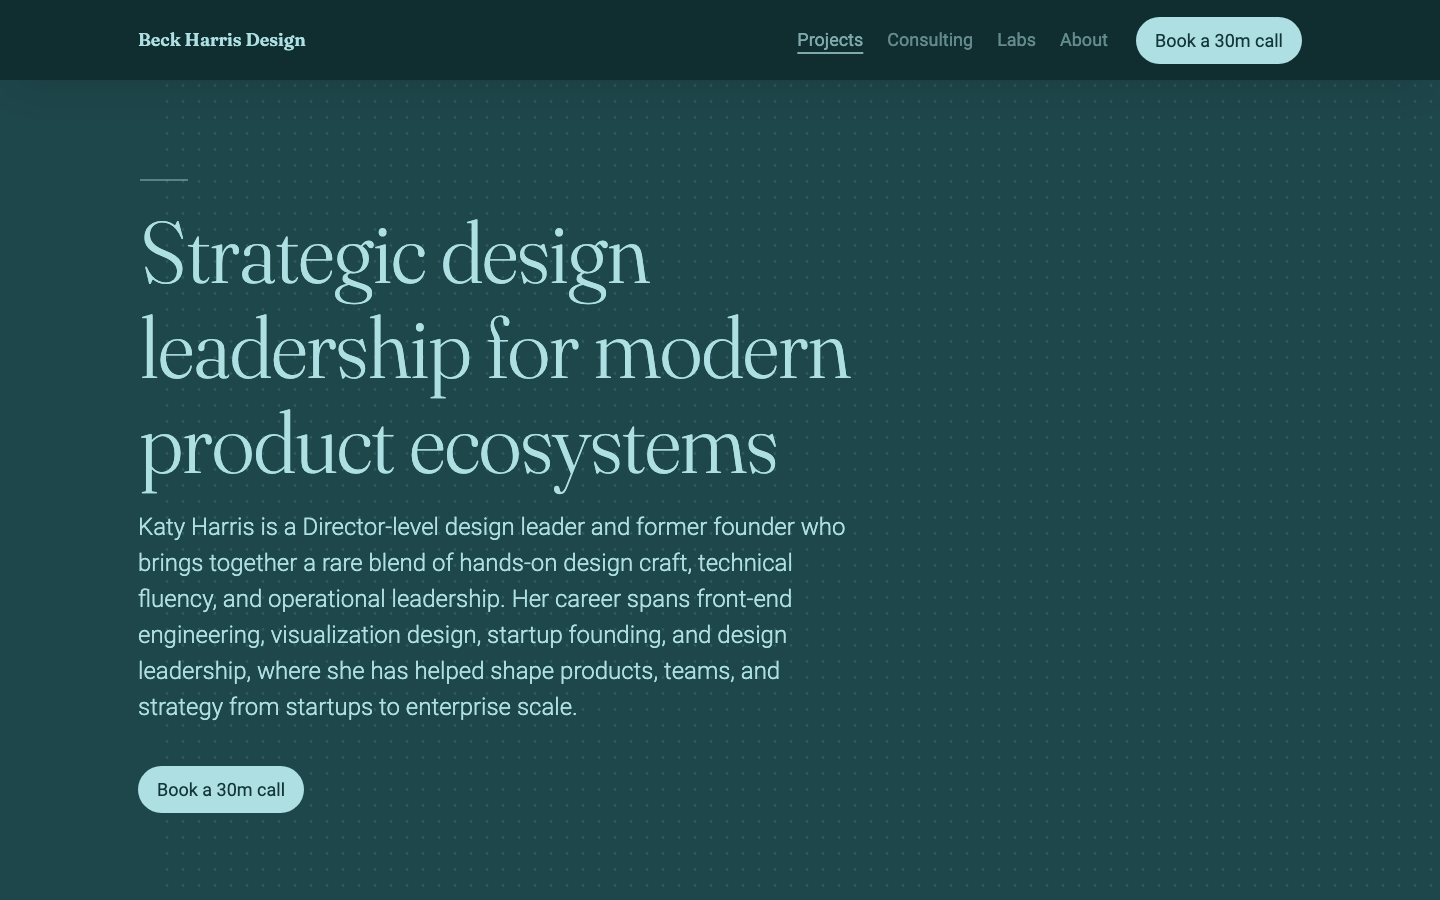 Beck Harris Design
Projects
Consulting
Labs
About
Book a 30m call
Strategic design
leadership for modern
product ecosystems
Katy Harris is a Director-level design leader and former founder who
brings together a rare blend of hands-on design craft, technical
fluency, and operational leadership. Her career spans front-end
engineering, visualization design, startup founding, and design
leadership, where she has helped shape products, teams, and
strategy from startups to enterprise scale.
Book a 30m call